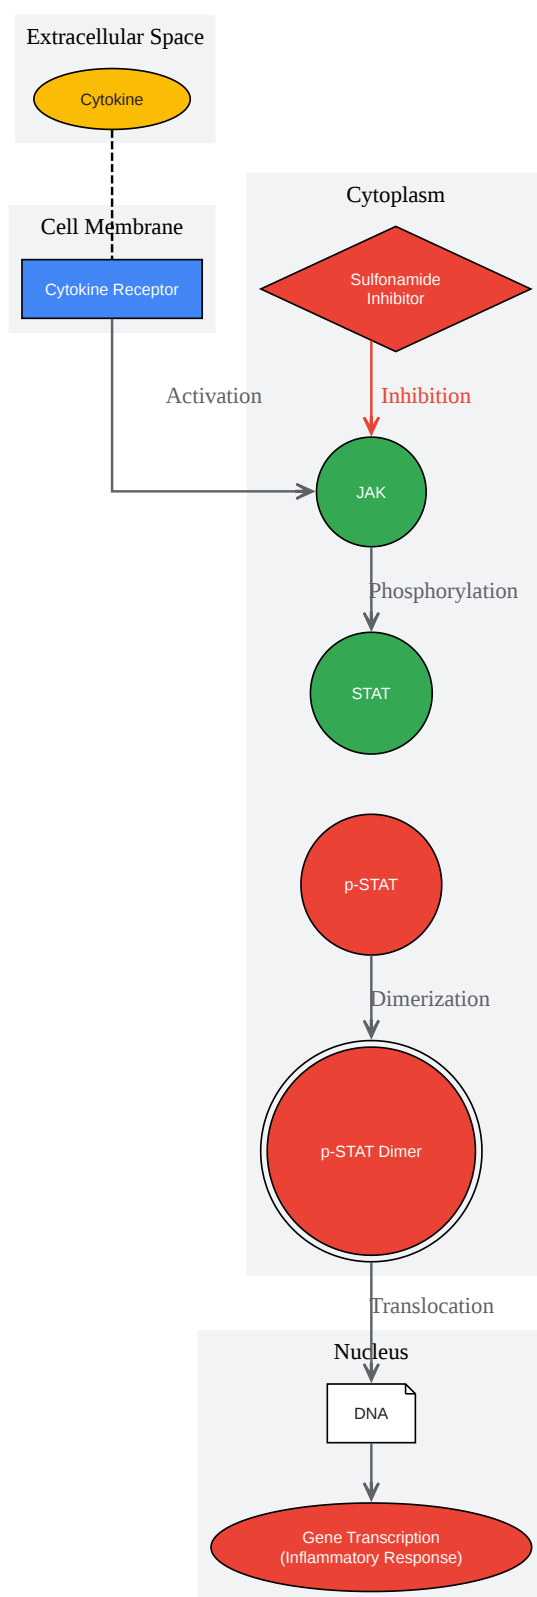 Extracellular Space
Cytokine
Cell Membrane
Cytokine Receptor
Cytoplasm
Sulfonamide
Inhibitor
Activation
Inhibition
JAK
Phosphorylation
STAT
p-STAT
Dimerization
p-STAT Dimer
Translocation
Nucleus
DNA
Gene Transcription
(Inflammatory Response)